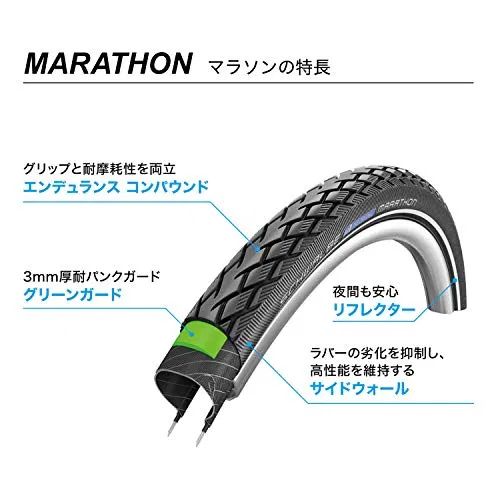 MARATHON マラソンの特長
グリップと耐摩耗性を両立
エンデュランス コンパウンド
3mm厚耐パンクガード
グリーンガード
夜間も安心
リフレクター
ラバーの劣化を抑制し、
高性能を維持する
サイドウォール
MARATHON